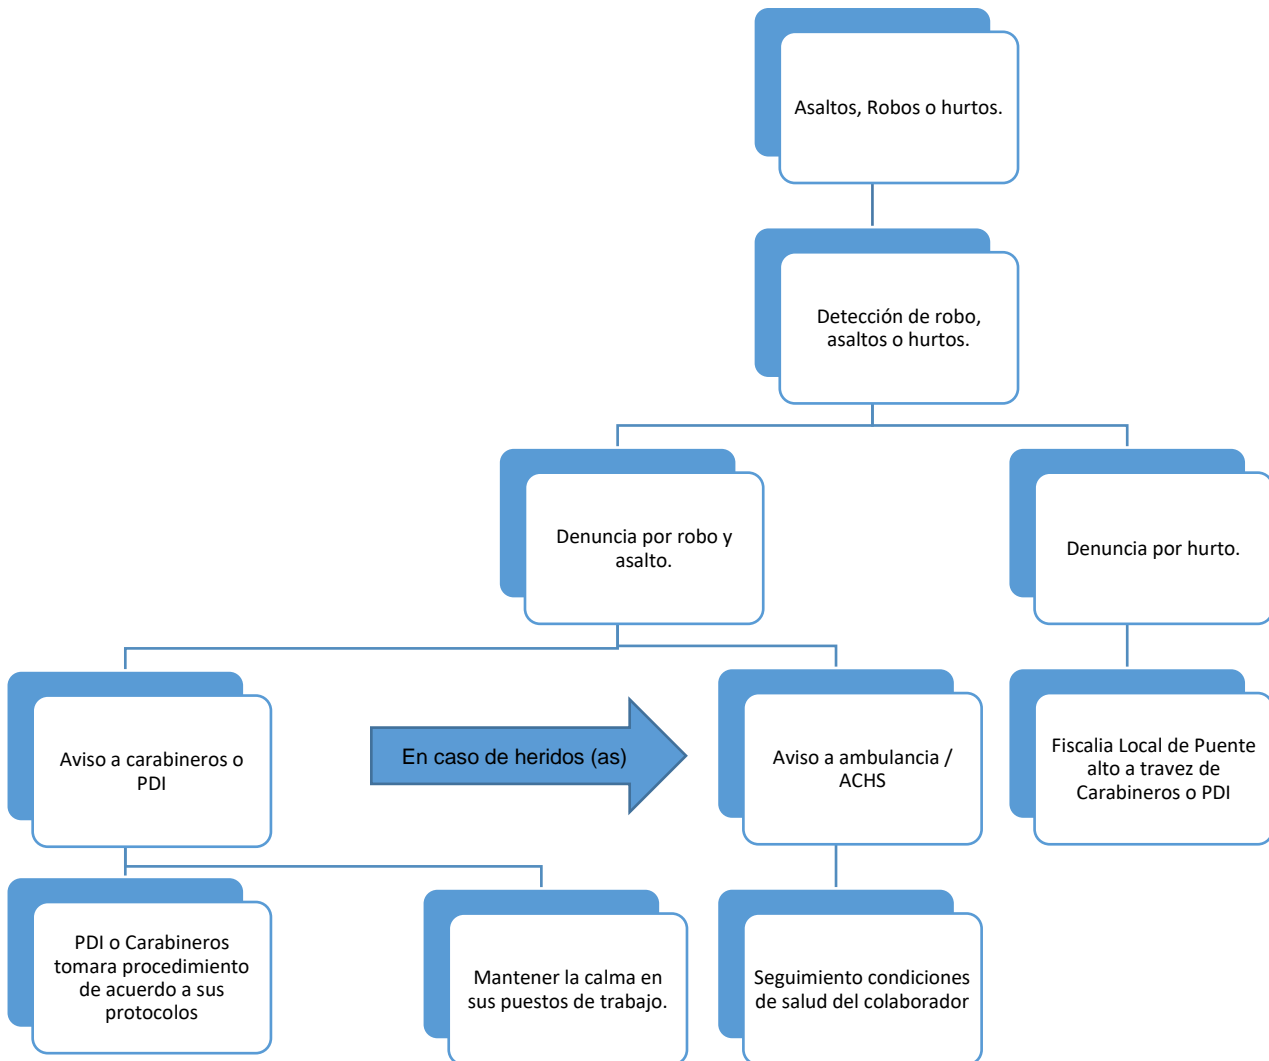 Asaltos, Robos o hurtos.
Detección de robo,
asaltos o hurtos.
Denuncia por robo y
asalto.
Denuncia por hurto.
Aviso a carabineros o
PDI
En caso de heridos (as)
Aviso a ambulancia /
ACHS
Fiscalia Local de Puente
alto a travez de
Carabineros o PDI
PDI o Carabineros
tomara procedimiento
de acuerdo a sus
protocolos
Mantener la calma en
sus puestos de trabajo.
Seguimiento condiciones
de salud del colaborador